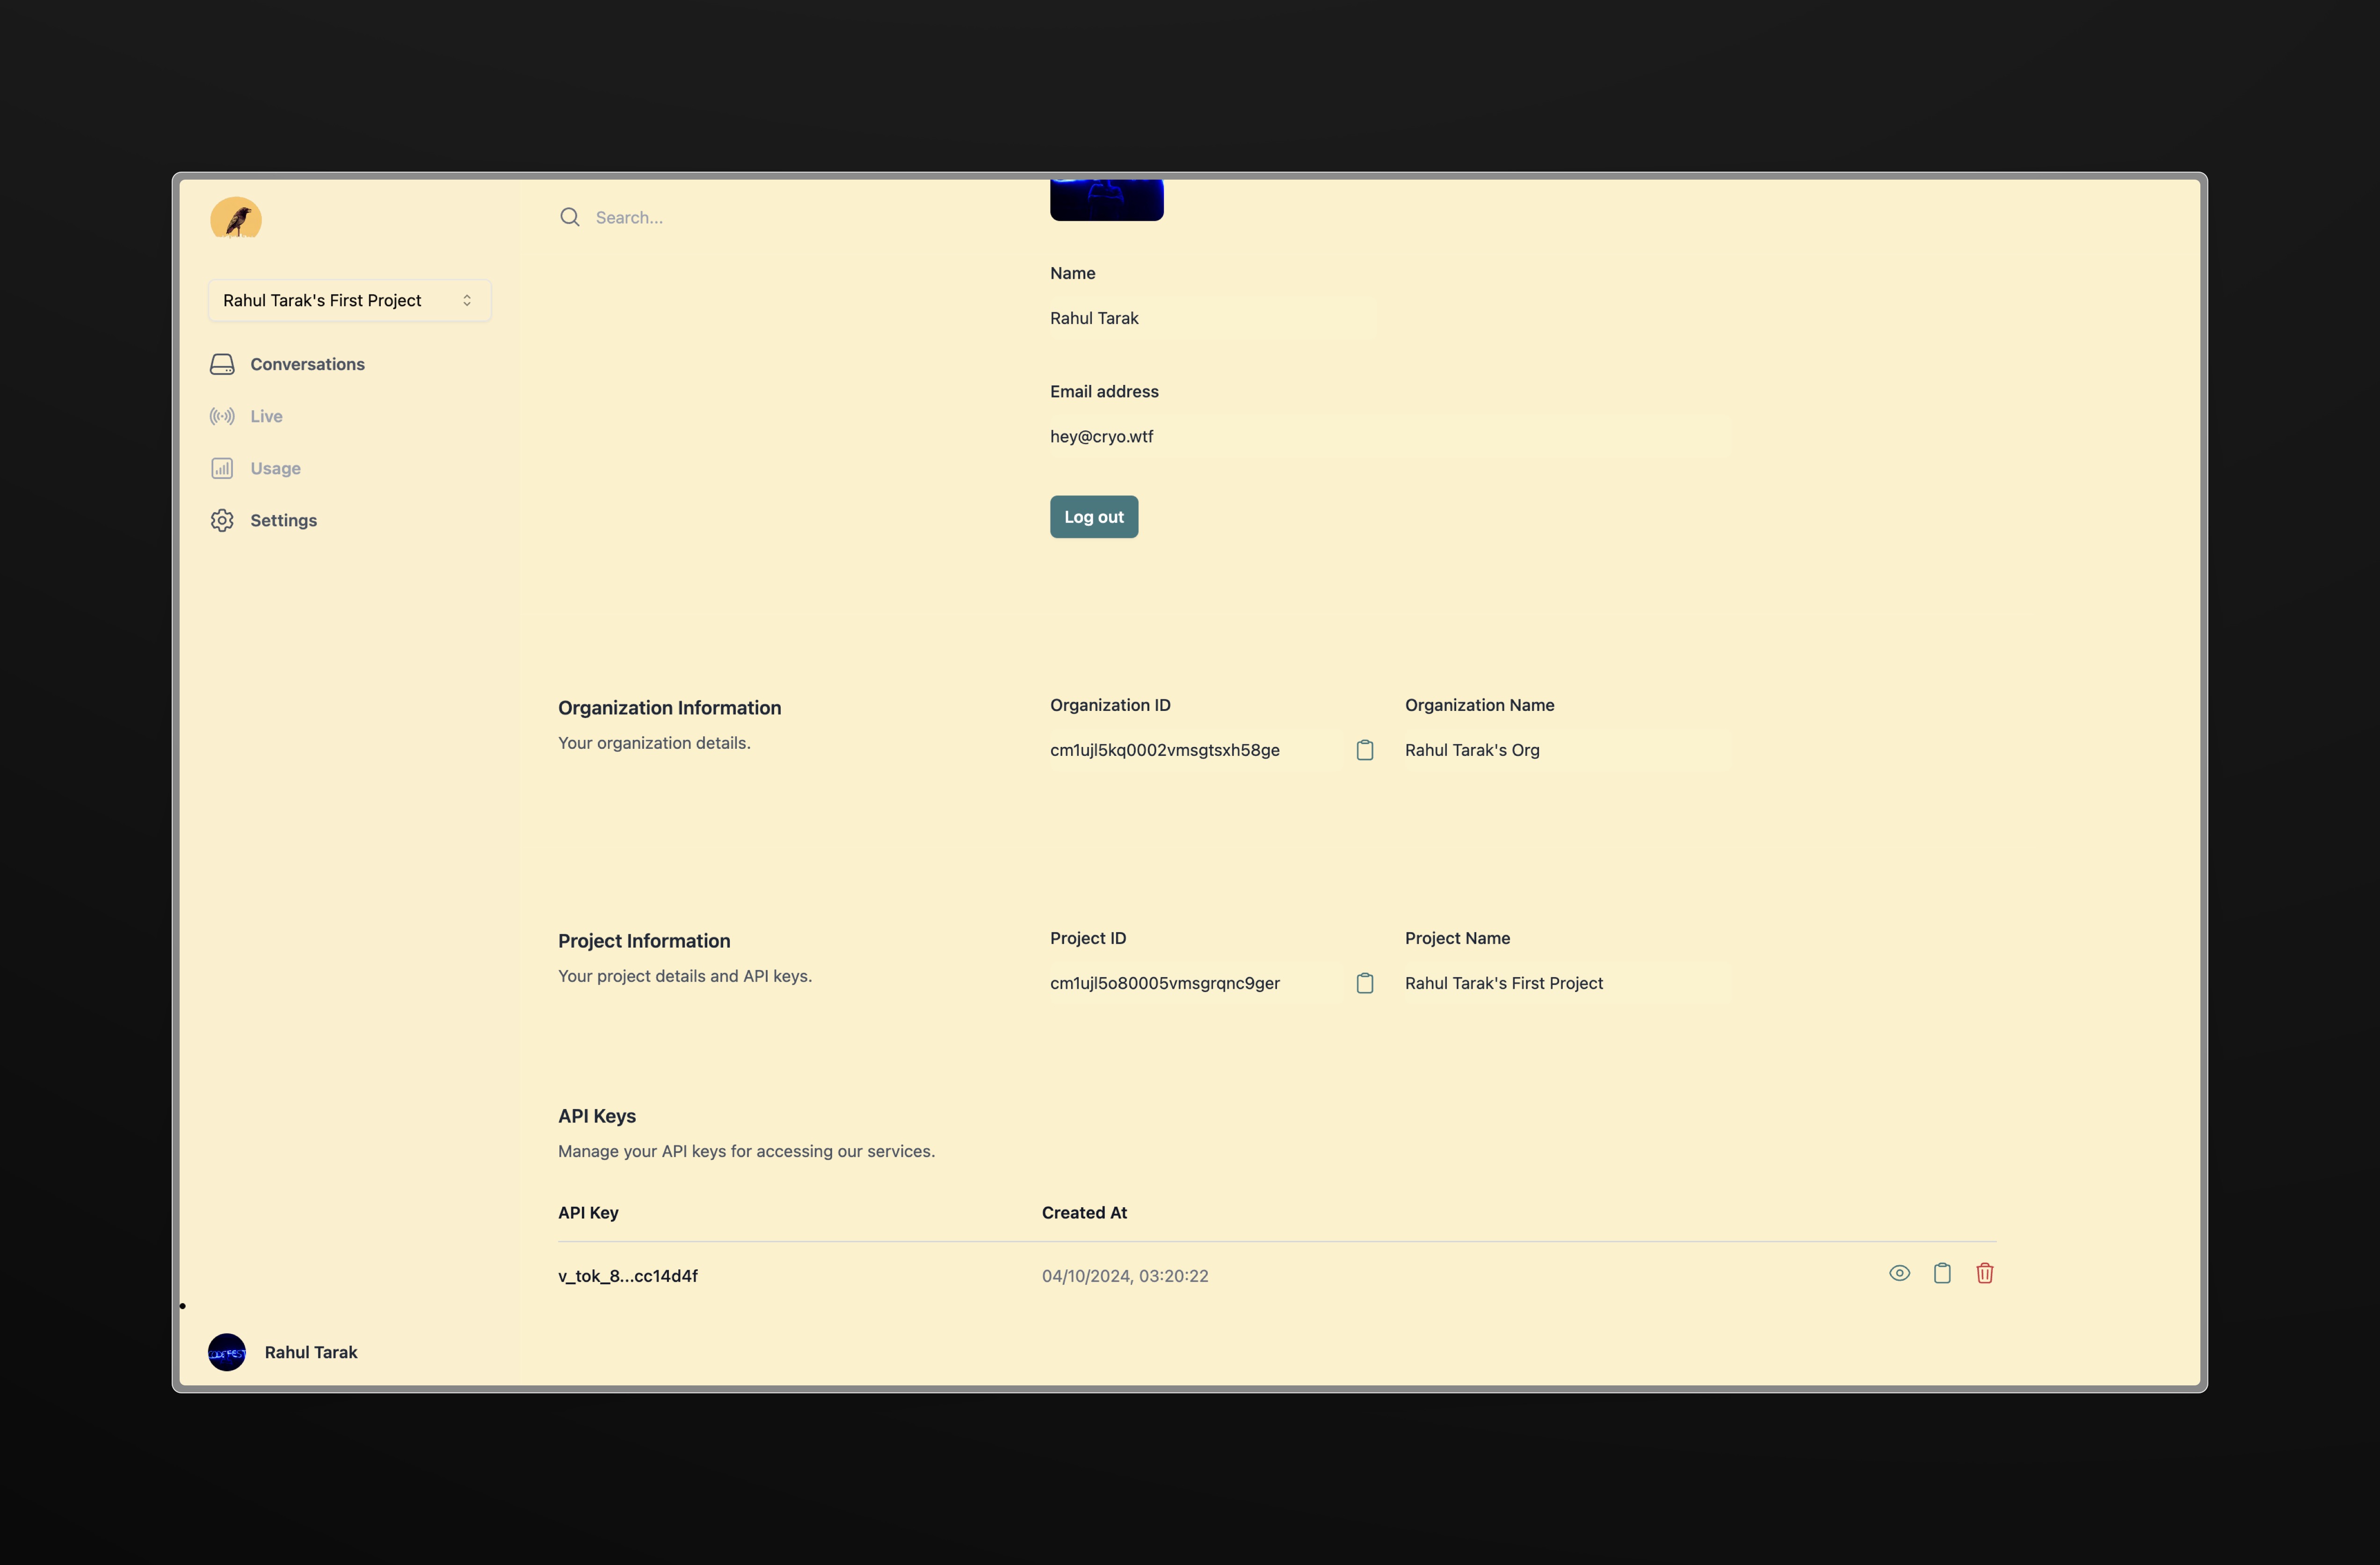 Search...
Rahul Tarak's First Project
Conversations
Live
Usage
Settings
Name
Rahul Tarak
Email address
hey@cryo.wtf
Log out
Organization Information
Your organization details.
Organization ID
cm1ujl5kq0002vmsgtsxh58ge
Organization Name
Rahul Tarak's Org
Project Information
Your project details and API keys.
Project ID
cm1ujl5o80005vmsgrqnc9ger
Project Name
Rahul Tarak's First Project
API Keys
Manage your API keys for accessing our services.
API Key Created At
v_tok_8...cc14d4f 04/10/2024, 03:20:22
Rahul Tarak